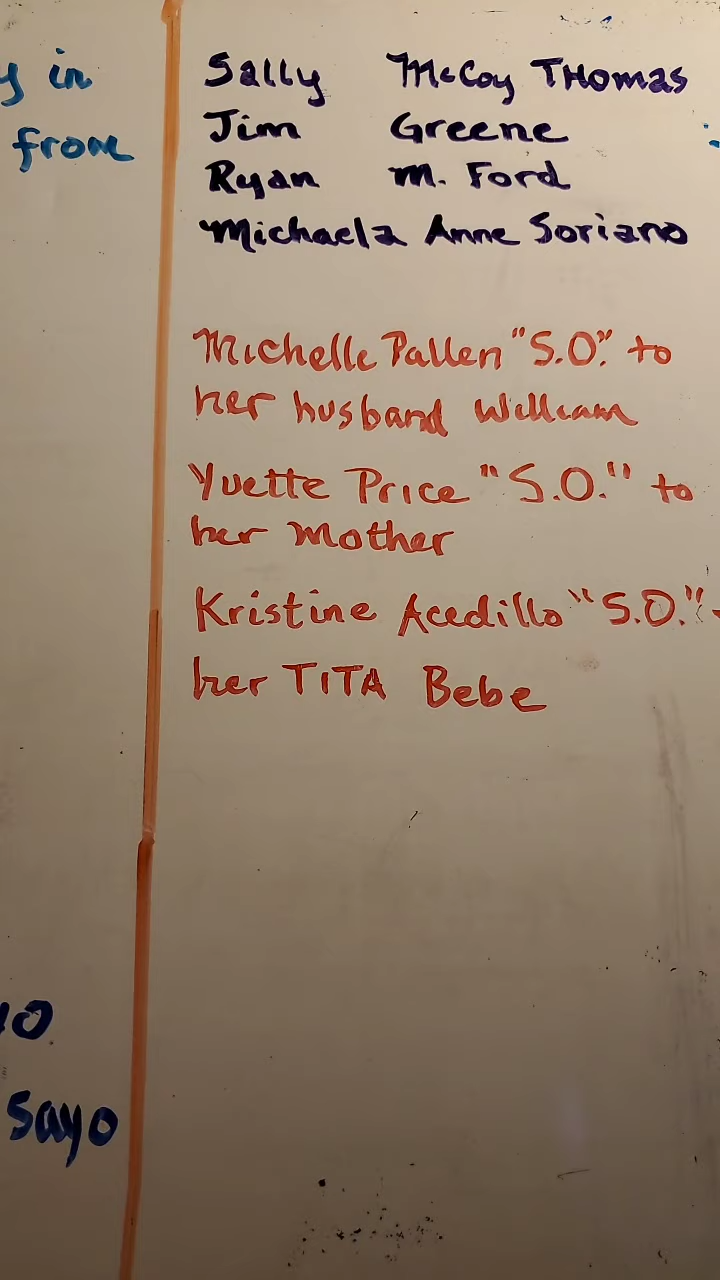 y in
from
Sally McCoy THOMAS
Jim Greene
Ryan M. Ford
Michaela Anne Soriano
Michelle Pallen "S.O." to
her husband William
Yvette Price "S.O." to
her Mother
Kristine Acedillo "S.O."
her TITA Bebe
sayo